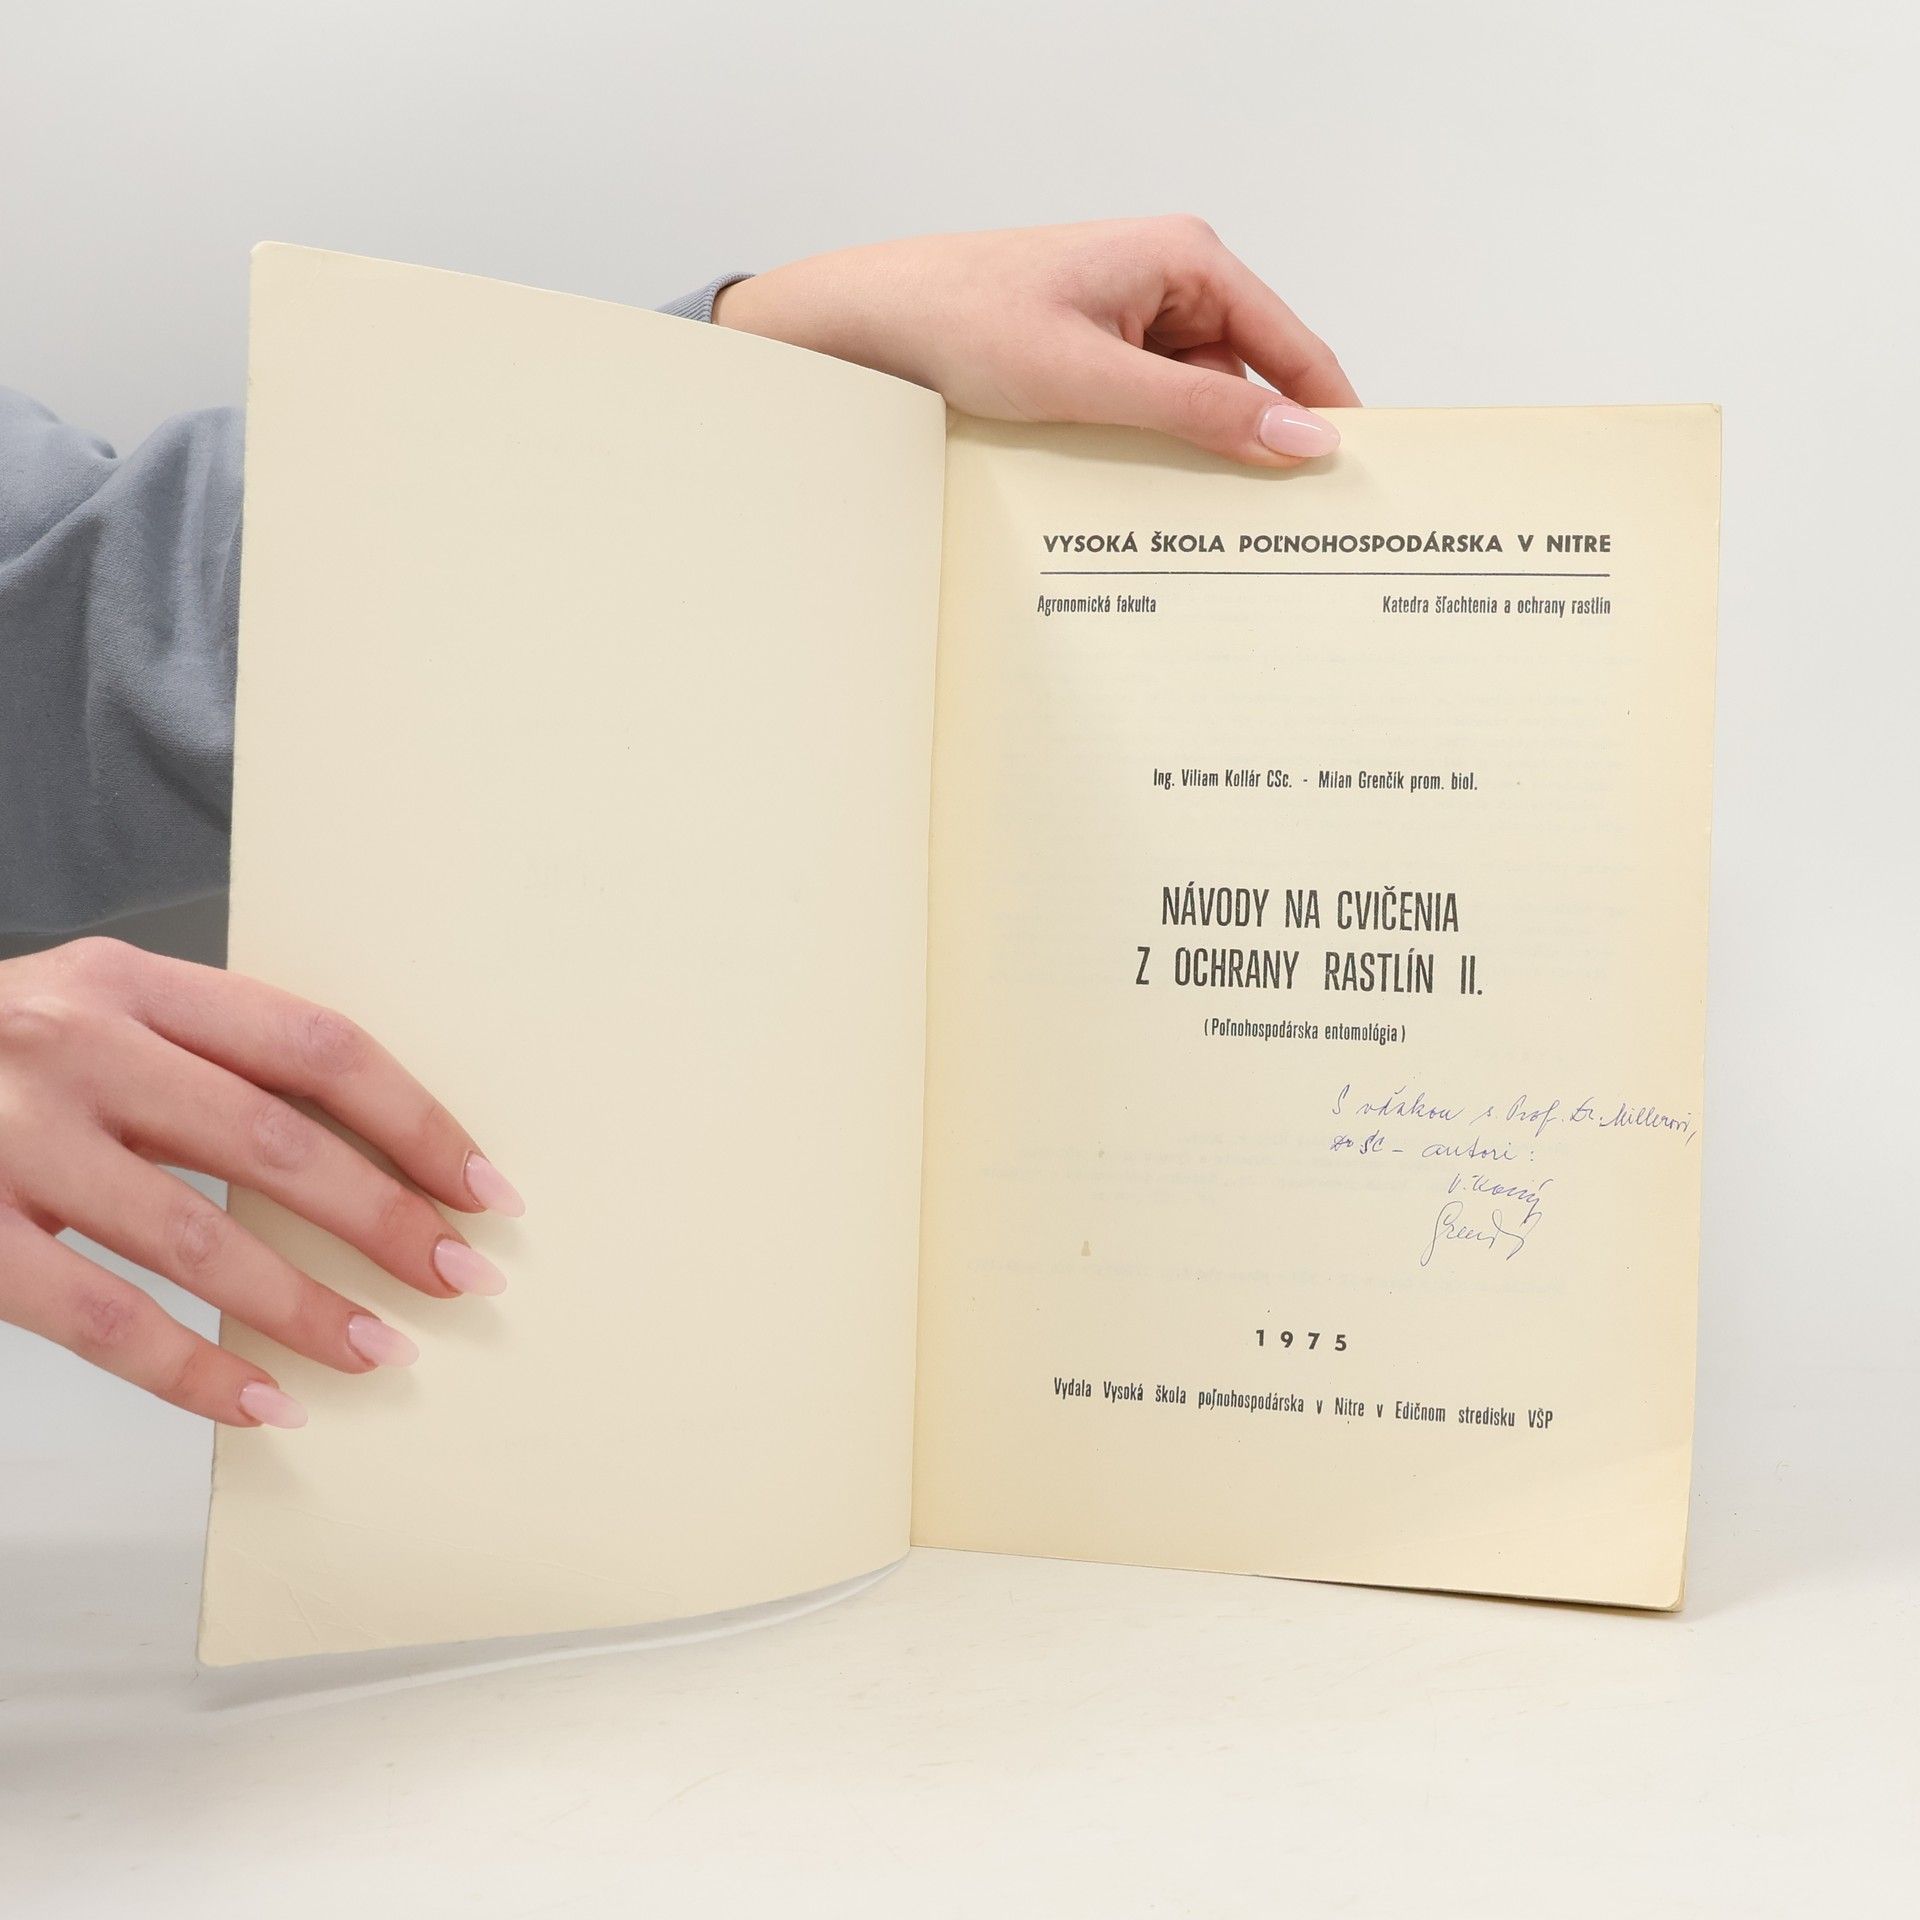 VYSOKÁ ŠKOLA POĽNOHOSPODÁRSKA V NITRE
Agronomická fakulta Katedra šľachtenia a ochrany rastlín
Ing. Viliam Kollár CSc. - Milan Grenčík prom. biol.
NÁVODY NA CVIČENIA
Z OCHRANY RASTLÍN II.
(Poľnohospodárska entomológia)
S vďakou s. Prof. Dr. Millerovi,
DrSC - autori:
1975
Vydala Vysoká škola poľnohospodárska v Nitre v Edičnom stredisku VŠP